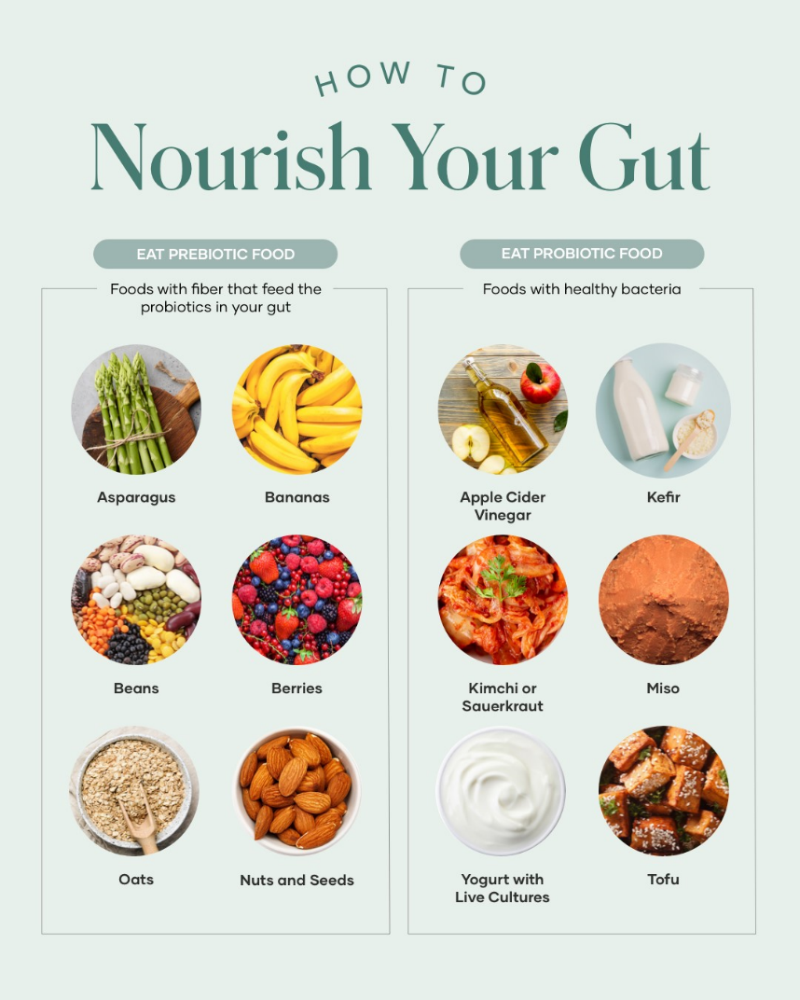 HOW TO
Nourish Your Gut
EAT PREBIOTIC FOOD
Foods with fiber that feed the
probiotics in your gut
Asparagus
Bananas
Beans
Berries
Oats
Nuts and Seeds
EAT PROBIOTIC FOOD
Foods with healthy bacteria
Apple Cider
Vinegar
Kefir
Kimchi or
Sauerkraut
Miso
Yogurt with
Live Cultures
Tofu